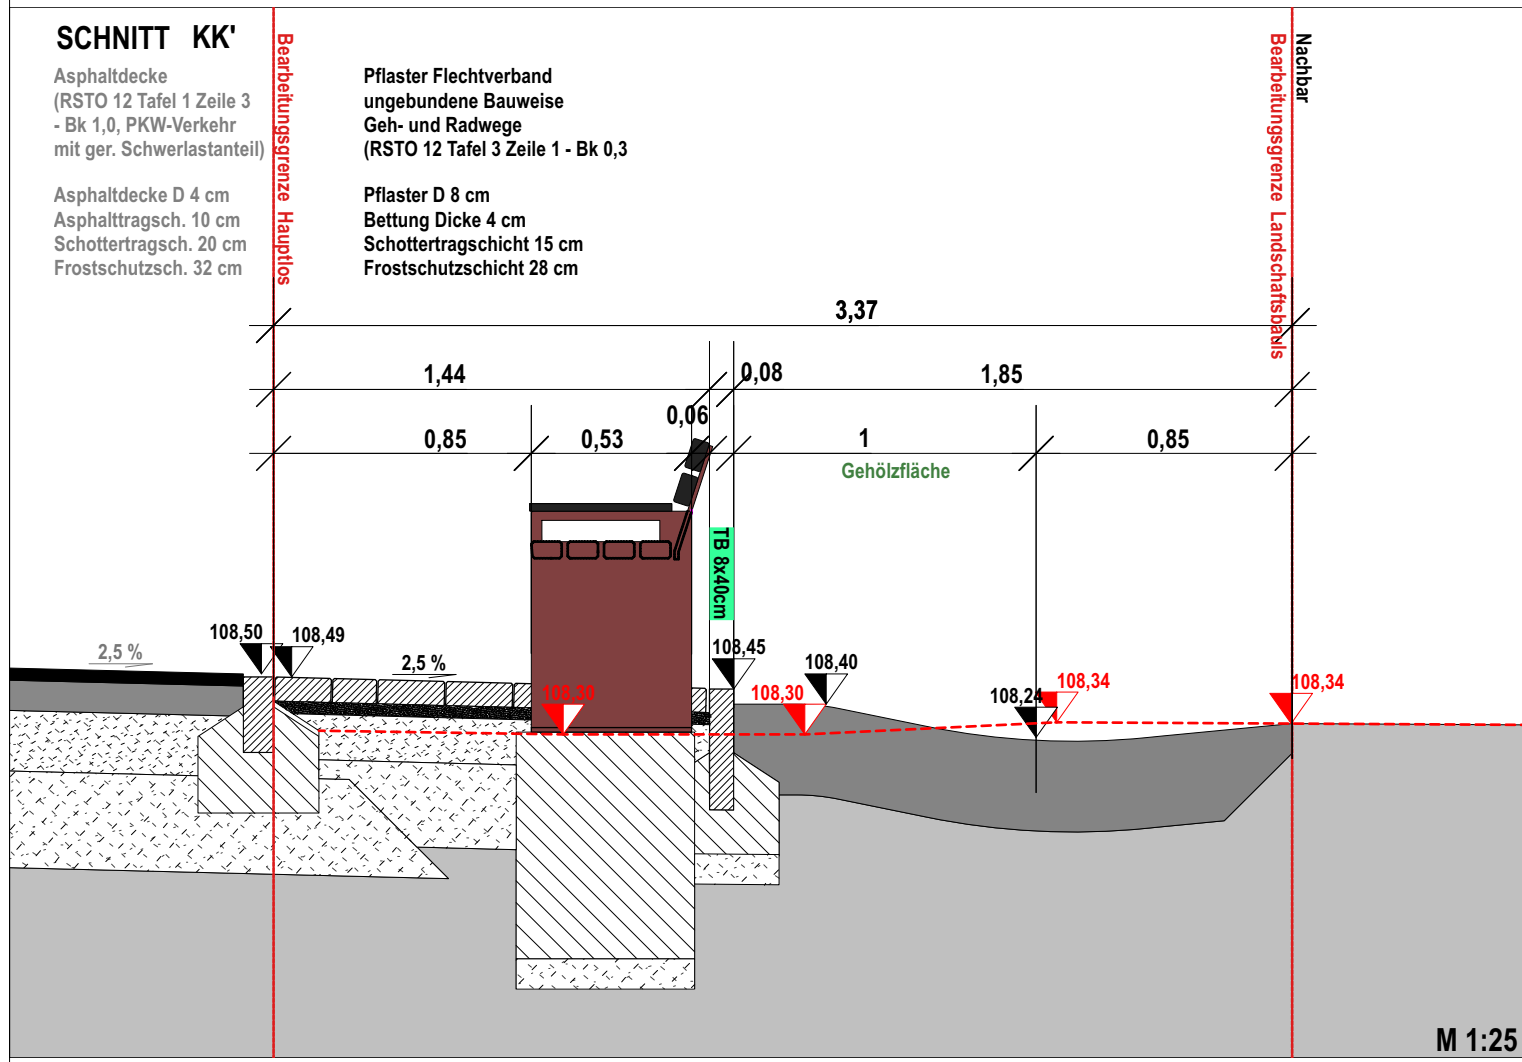 SCHNITT KK'
Asphaltdecke
(RSTO 12 Tafel 1 Zeile 3
- Bk 1,0, PKW-Verkehr
mit ger. Schwerlastanteil)
Asphaltdecke D 4 cm
Asphalttragsch. 10 cm
Schottertragsch. 20 cm
Frostschutzsch. 32 cm
Bearbeitungsgrenze Hauptlos
Pflaster Flechtverband
ungebundene Bauweise
Geh- und Radwege
(RSTO 12 Tafel 3 Zeile 1 - Bk 0,3
Pflaster D 8 cm
Bettung Dicke 4 cm
Schottertragschicht 15 cm
Frostschutzschicht 28 cm
Nachbar
Bearbeitungsgrenze Landschaftsbauls
3,37
1,44
0,08
1,85
0,06
0,85
0,53
1
0,85
Gehölzfläche
TB 8x40cm
108,50
108,49
2,5 %
2,5 %
108,45
108,40
108,30
108,30
108,24
108,34
108,34
M 1:25